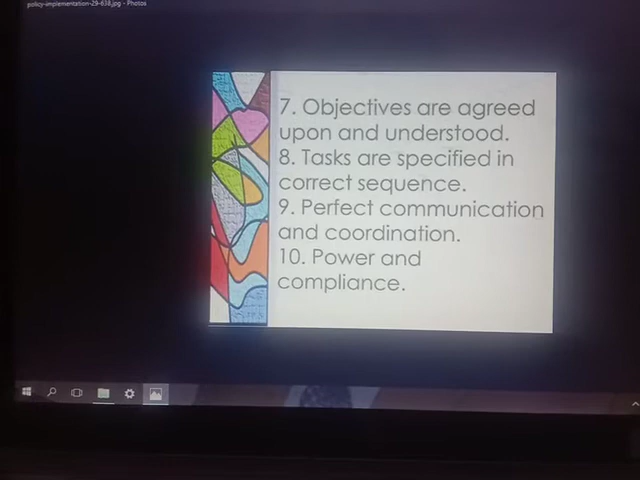 policy-implementation-29-638.jpg - Photos
7. Objectives are agreed
upon and understood.
8. Tasks are specified in
correct sequence.
9. Perfect communication
and coordination.
10. Power and
compliance.